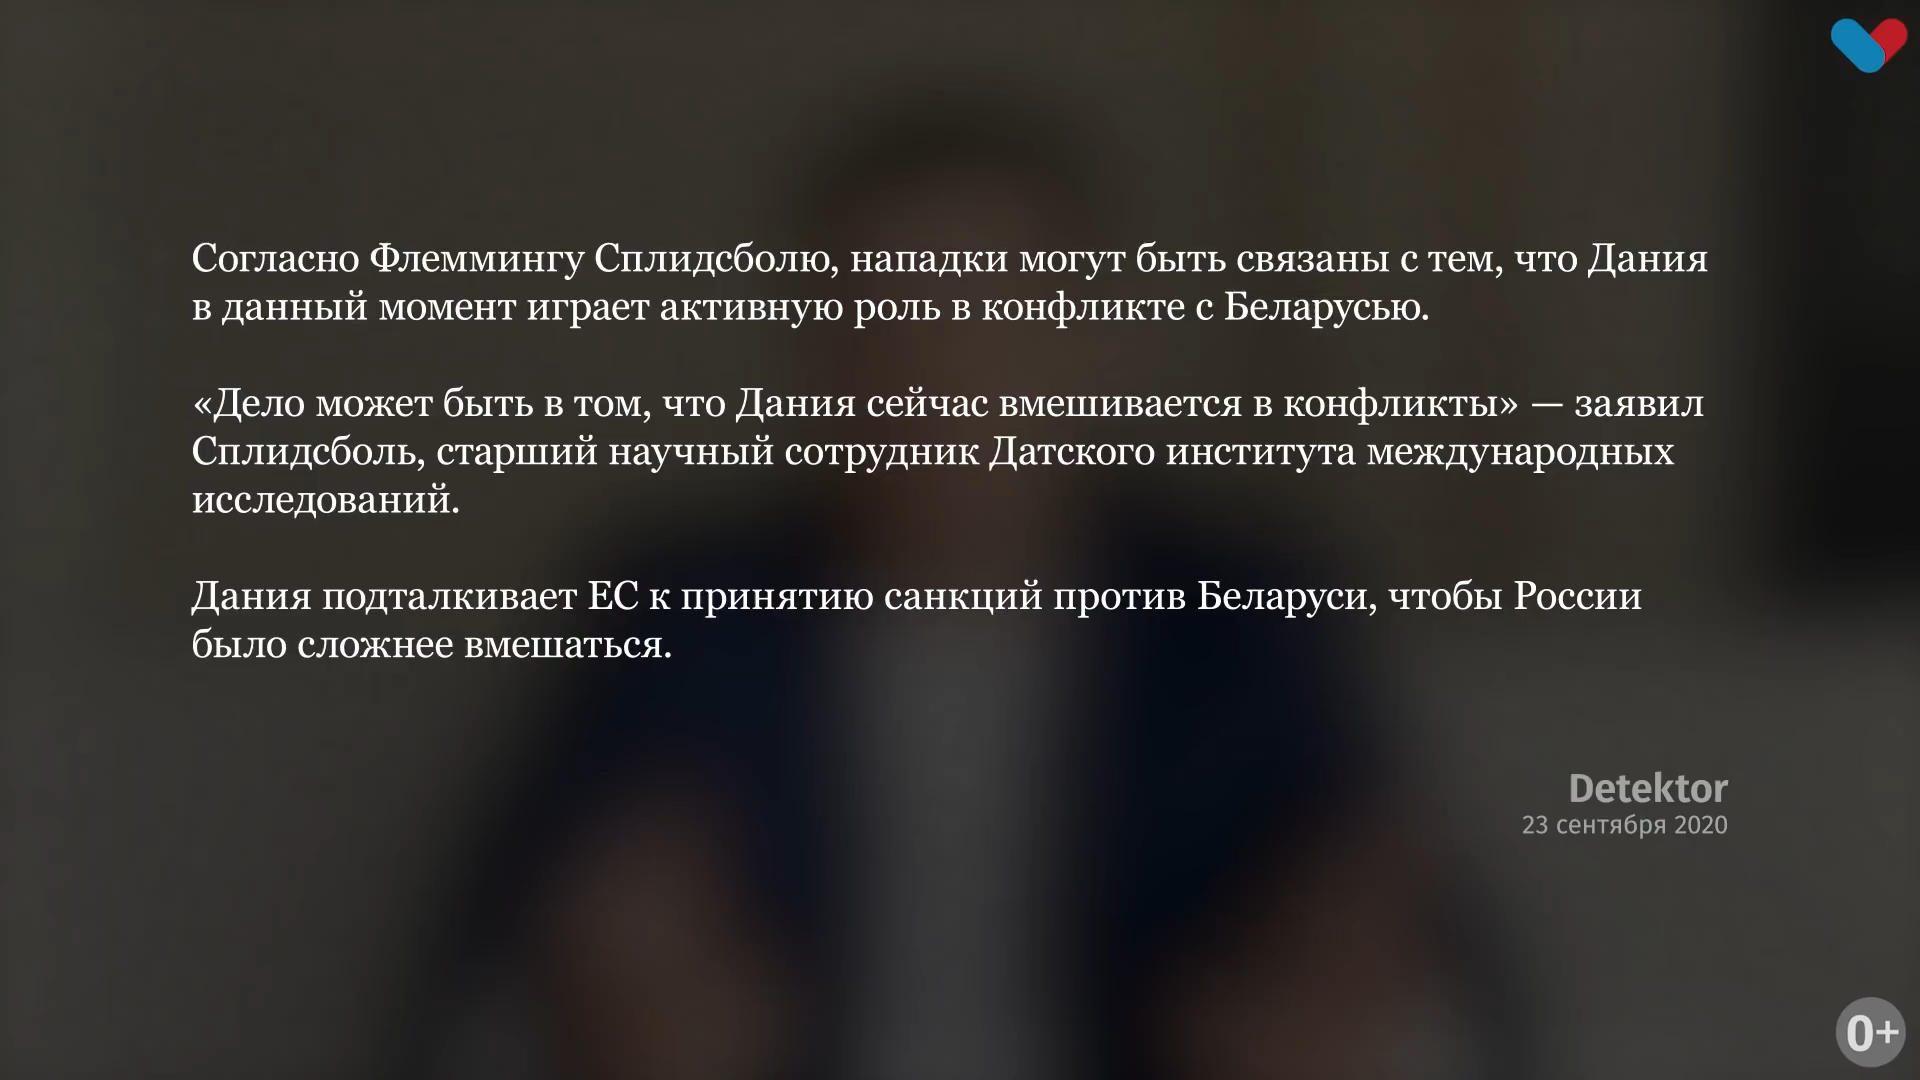 Согласно Флеммингу Сплидсболю, нападки могут быть связаны с тем, что Дания
в данный момент играет активную роль в конфликте с Беларусью.
«Дело может быть в том, что Дания сейчас вмешивается в конфликты» — заявил
Сплидсболь, старший научный сотрудник Датского института международных
исследований.
Дания подталкивает ЕС к принятию санкций против Беларуси, чтобы России
было сложнее вмешаться.
Detektor
23 сентября 2020
0+